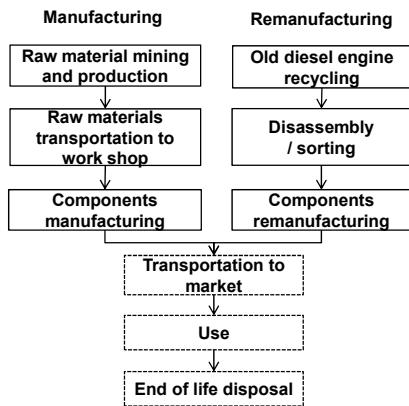 Manufacturing
Remanufacturing
Raw material mining
and production
Old diesel engine
recycling
Raw materials
transportation to
work shop
Disassembly
/ sorting
Components
manufacturing
Components
remanufacturing
Transportation to
market
Use
End of life disposal